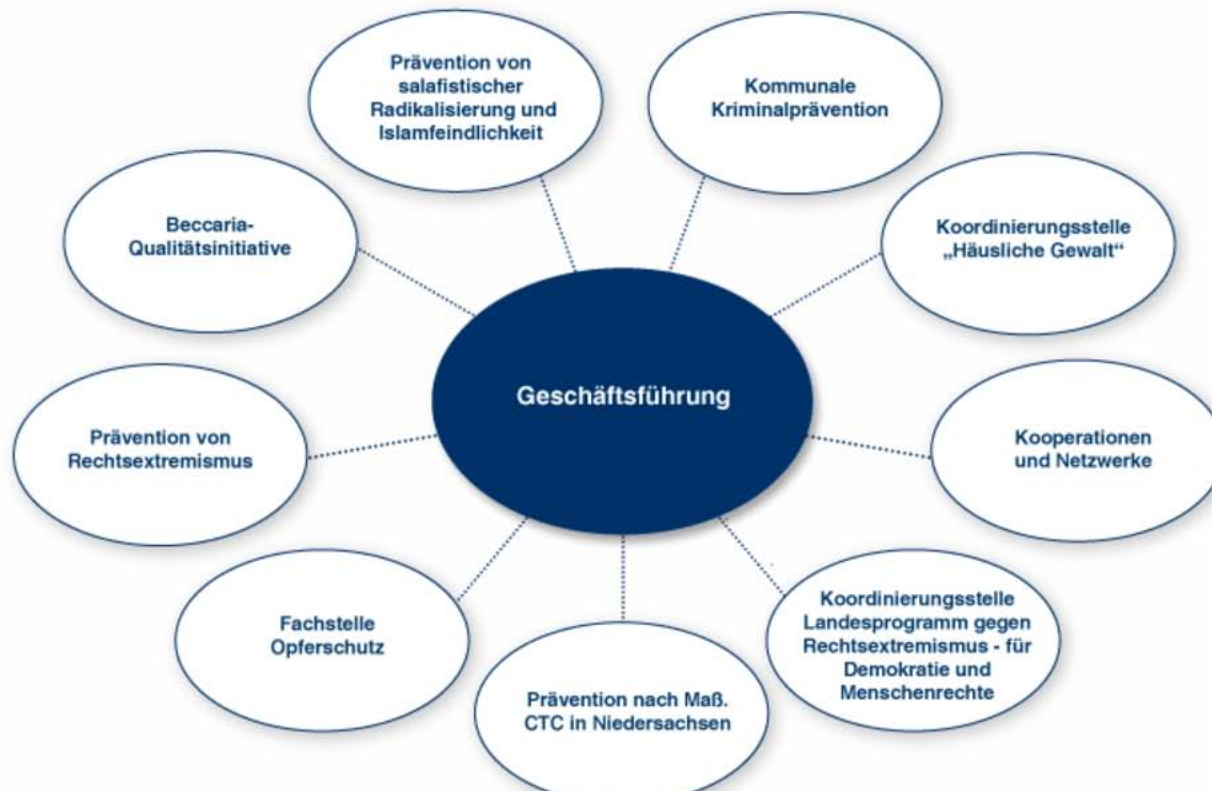 Prävention von
salafistischer
Radikalisierung und
Islamfeindlichkeit
Kommunale
Kriminalprävention
Beccaria-
Qualitätsinitiative
Koordinierungsstelle
„Häusliche Gewalt“
Geschäftsführung
Prävention von
Rechtsextremismus
Kooperationen
und Netzwerke
Fachstelle
Opferschutz
Koordinierungsstelle
Landesprogramm gegen
Rechtsextremismus - für
Demokratie und
Menschenrechte
Prävention nach Maß.
CTC in Niedersachsen